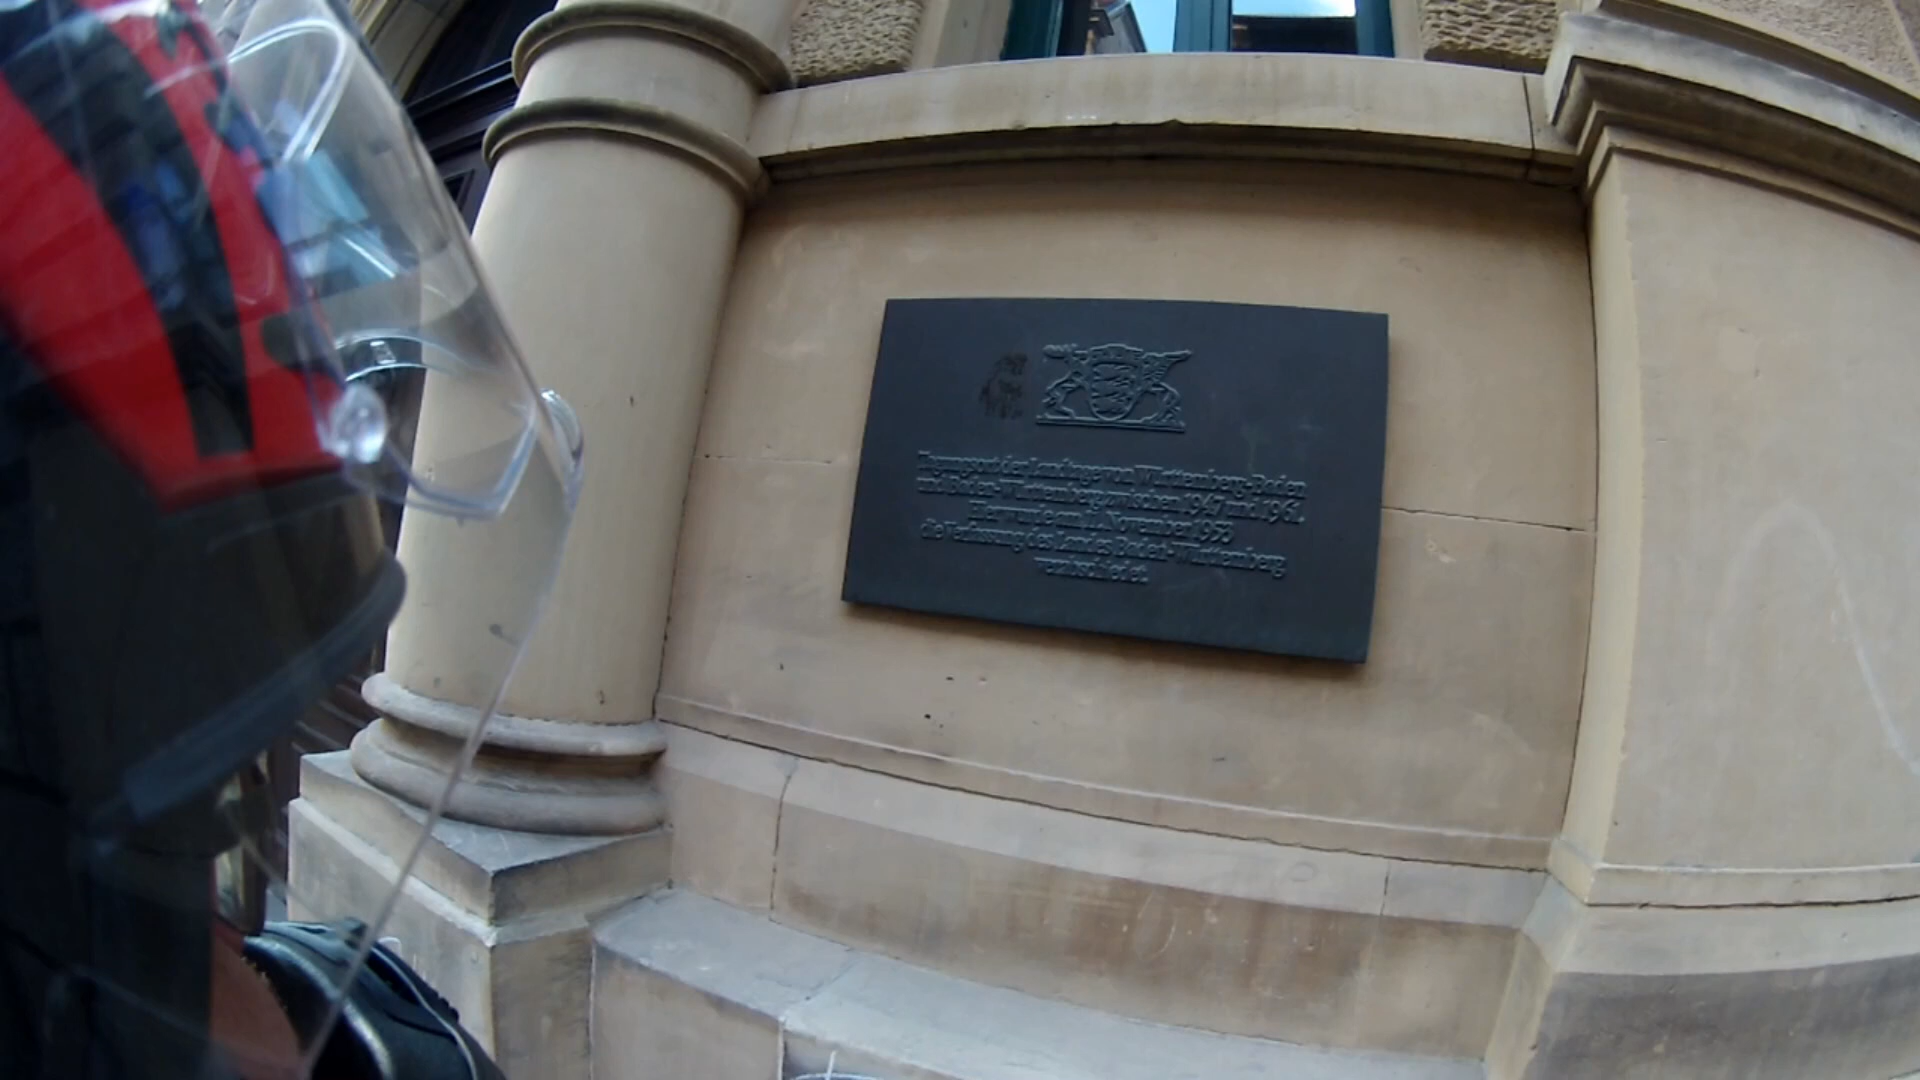 Tagungsort der Landtage von Württemberg-Baden
und Baden-Württemberg zwischen 1947 und 1961.
Hier wurde am 11. November 1953
die Verfassung des Landes Baden-Württemberg
verabschiedet.